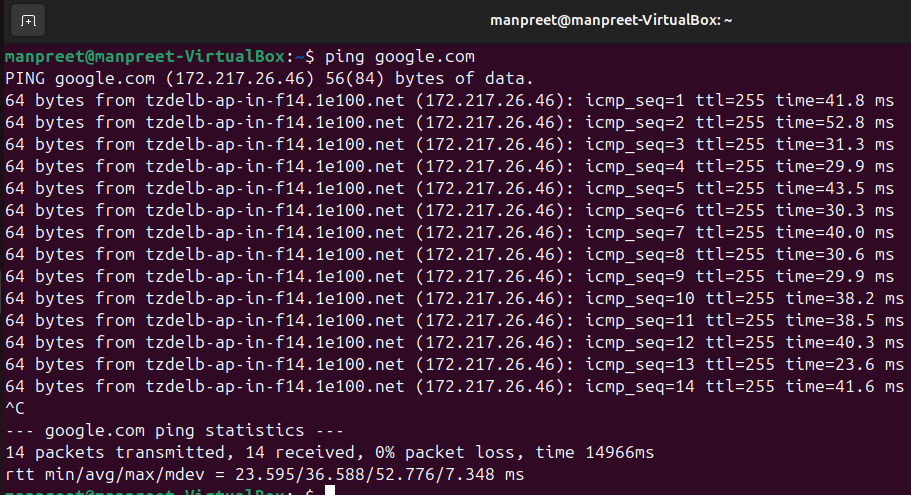 manpreet@manpreet-VirtualBox: ~
manpreet@manpreet-VirtualBox:~$ ping google.com
PING google.com (172.217.26.46) 56(84) bytes of data.
64 bytes from tzdelb-ap-in-f14.1e100.net (172.217.26.46): icmp_seq=1 ttl=255 time=41.8 ms
64 bytes from tzdelb-ap-in-f14.1e100.net (172.217.26.46): icmp_seq=2 ttl=255 time=52.8 ms
64 bytes from tzdelb-ap-in-f14.1e100.net (172.217.26.46): icmp_seq=3 ttl=255 time=31.3 ms
64 bytes from tzdelb-ap-in-f14.1e100.net (172.217.26.46): icmp_seq=4 ttl=255 time=29.9 ms
64 bytes from tzdelb-ap-in-f14.1e100.net (172.217.26.46): icmp_seq=5 ttl=255 time=43.5 ms
64 bytes from tzdelb-ap-in-f14.1e100.net (172.217.26.46): icmp_seq=6 ttl=255 time=30.3 ms
64 bytes from tzdelb-ap-in-f14.1e100.net (172.217.26.46): icmp_seq=7 ttl=255 time=40.0 ms
64 bytes from tzdelb-ap-in-f14.1e100.net (172.217.26.46): icmp_seq=8 ttl=255 time=30.6 ms
64 bytes from tzdelb-ap-in-f14.1e100.net (172.217.26.46): icmp_seq=9 ttl=255 time=29.9 ms
64 bytes from tzdelb-ap-in-f14.1e100.net (172.217.26.46): icmp_seq=10 ttl=255 time=38.2 ms
64 bytes from tzdelb-ap-in-f14.1e100.net (172.217.26.46): icmp_seq=11 ttl=255 time=38.5 ms
64 bytes from tzdelb-ap-in-f14.1e100.net (172.217.26.46): icmp_seq=12 ttl=255 time=40.3 ms
64 bytes from tzdelb-ap-in-f14.1e100.net (172.217.26.46): icmp_seq=13 ttl=255 time=23.6 ms
64 bytes from tzdelb-ap-in-f14.1e100.net (172.217.26.46): icmp_seq=14 ttl=255 time=41.6 ms
^C
--- google.com ping statistics ---
14 packets transmitted, 14 received, 0% packet loss, time 14966ms
rtt min/avg/max/mdev = 23.595/36.588/52.776/7.348 ms
manpreet@manpreet-VirtualBox:~$